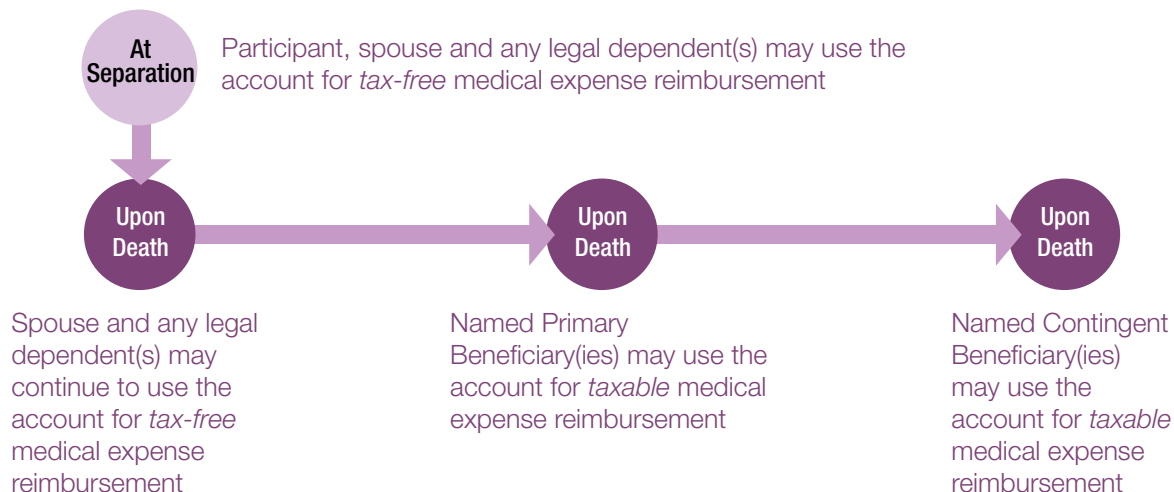 At
Separation
Participant, spouse and any legal dependent(s) may use the
account for tax-free medical expense reimbursement
Upon
Death
Upon
Death
Upon
Death
Spouse and any legal
dependent(s) may
continue to use the
account for tax-free
medical expense
reimbursement
Named Primary
Beneficiary(ies) may use the
account for taxable medical
expense reimbursement
Named Contingent
Beneficiary(ies)
may use the
account for taxable
medical expense
reimbursement